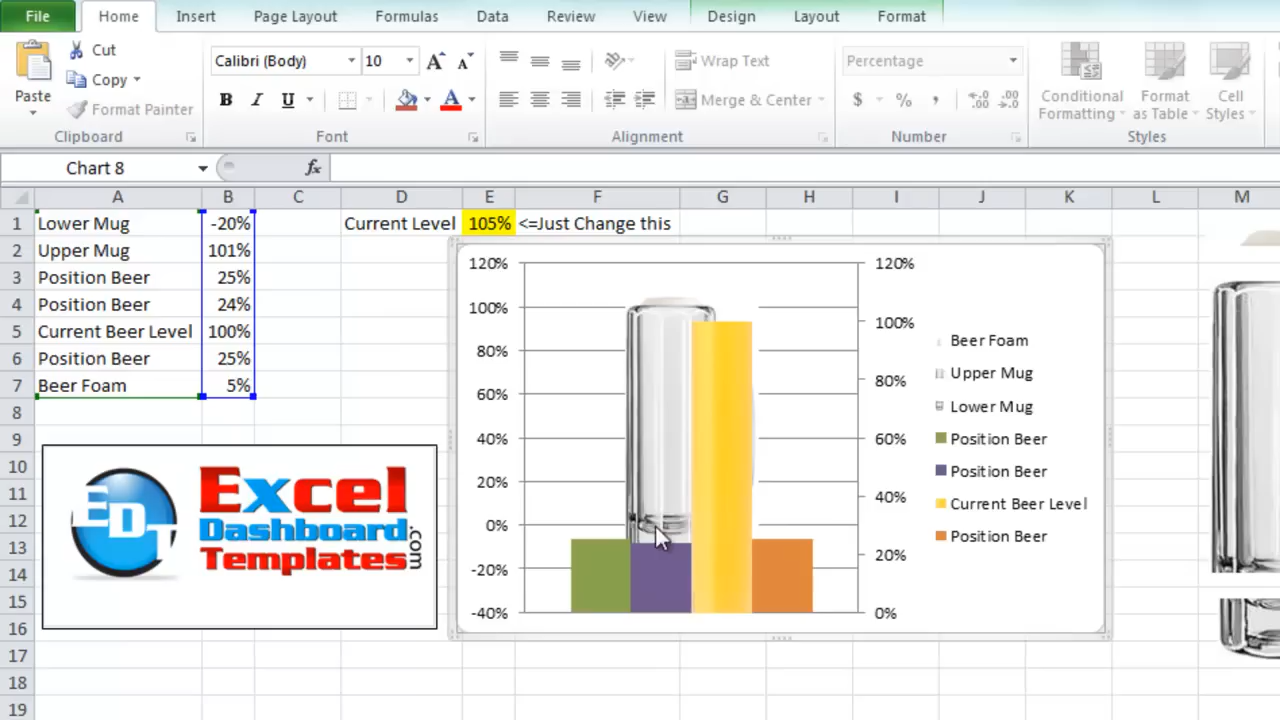 File Home Insert Page Layout Formulas Data Review View Design Layout Format
Cut
Copy
Format Painter
Paste
Calibri (Body) 10 A A
B I U A
Wrap Text
Merge & Center
Percentage
$ % , .00 .0
Conditional Formatting
Format as Table
Cell Styles
Clipboard Font Alignment Number Styles
Chart 8 fx
A B C D E F G H I J K L M
1 Lower Mug -20% Current Level 105% <=Just Change this
2 Upper Mug 101%
3 Position Beer 25%
4 Position Beer 24%
5 Current Beer Level 100%
6 Position Beer 25%
7 Beer Foam 5%
8
9
10
11
12
13
14
15
16
17
18
19
EDT
Excel
Dashboard
Templates
.com
120%
100%
80%
60%
40%
20%
0%
-20%
-40%
120%
100%
80%
60%
40%
20%
0%
Beer Foam
Upper Mug
Lower Mug
Position Beer
Position Beer
Current Beer Level
Position Beer